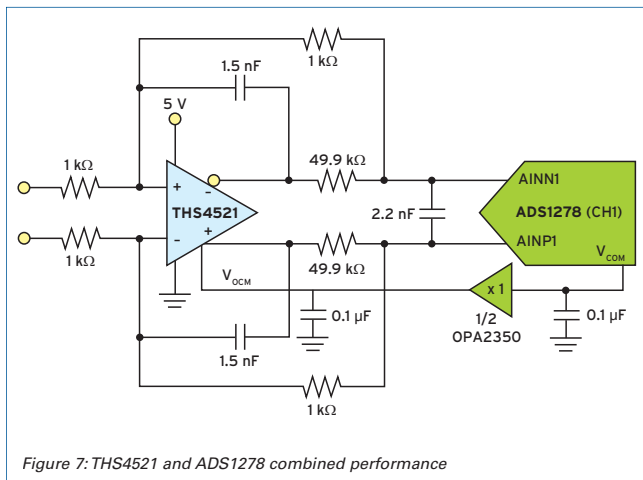 1 kΩ
1.5 nF
5 V
1 kΩ
49.9 kΩ
+
-
THS4521
AINN1
ADS1278 (CH1)
2.2 nF
-
+
AINP1
1 kΩ
49.9 kΩ
VCOM
VOCM
x 1
0.1 µF
1/2
OPA2350
0.1 µF
1.5 nF
1 kΩ
Figure 7: THS4521 and ADS1278 combined performance